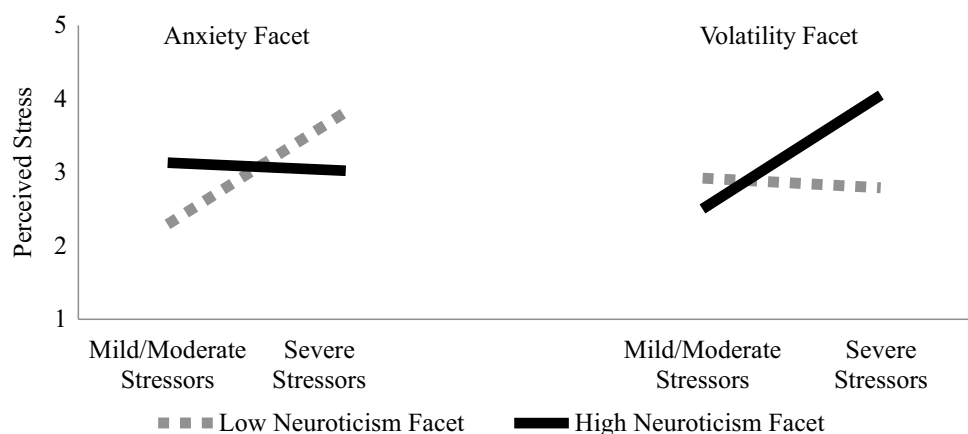 5
Anxiety Facet
Volatility Facet
4
3
2
1
Perceived Stress
Mild/Moderate
Stressors
Severe
Stressors
Mild/Moderate
Stressors
Severe
Stressors
Low Neuroticism Facet
High Neuroticism Facet